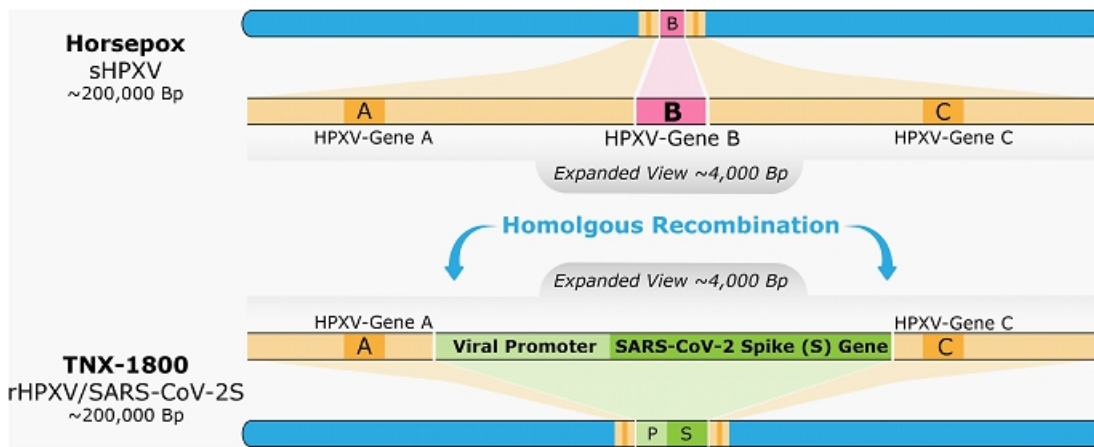 B
Horsepox
sHPXV
~200,000 Bp
A
B
C
HPXV-Gene A
HPXV-Gene B
HPXV-Gene C
Expanded View ~4,000 Bp
Homolgous Recombination
Expanded View ~4,000 Bp
HPXV-Gene A
HPXV-Gene C
A
Viral Promoter
SARS-CoV-2 Spike (S) Gene
C
TNX-1800
rHPXV/SARS-CoV-2S
~200,000 Bp
P
S